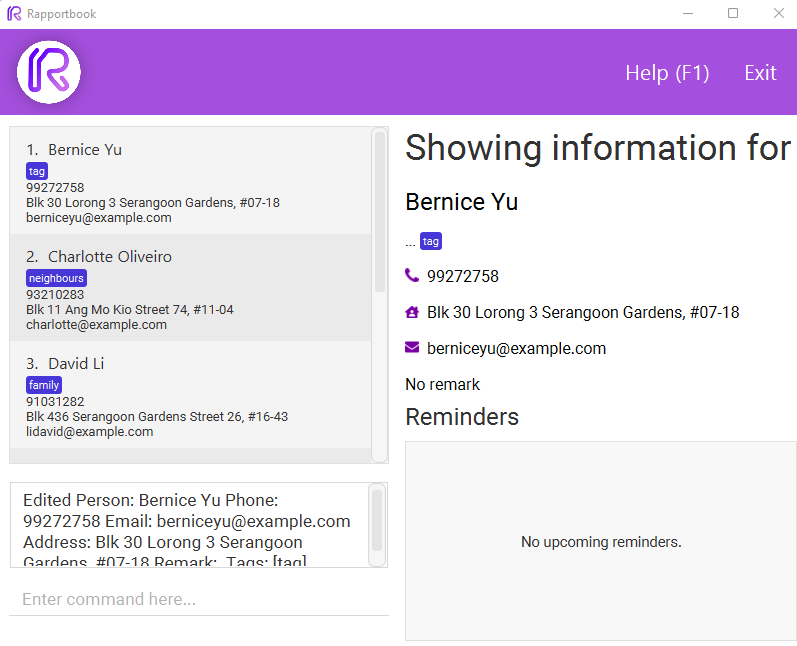 Rapportbook
Help (F1) Exit
1. Bernice Yu
tag
99272758
Blk 30 Lorong 3 Serangoon Gardens, #07-18
berniceyu@example.com
2. Charlotte Oliveiro
neighbours
93210283
Blk 11 Ang Mo Kio Street 74, #11-04
charlotte@example.com
3. David Li
family
91031282
Blk 436 Serangoon Gardens Street 26, #16-43
lidavid@example.com
Edited Person: Bernice Yu Phone:
99272758 Email: berniceyu@example.com
Address: Blk 30 Lorong 3 Serangoon
Gardens, #07-18 Remark: Tags: [tag]
Enter command here...
Showing information for
Bernice Yu
... tag
99272758
Blk 30 Lorong 3 Serangoon Gardens, #07-18
berniceyu@example.com
No remark
Reminders
No upcoming reminders.